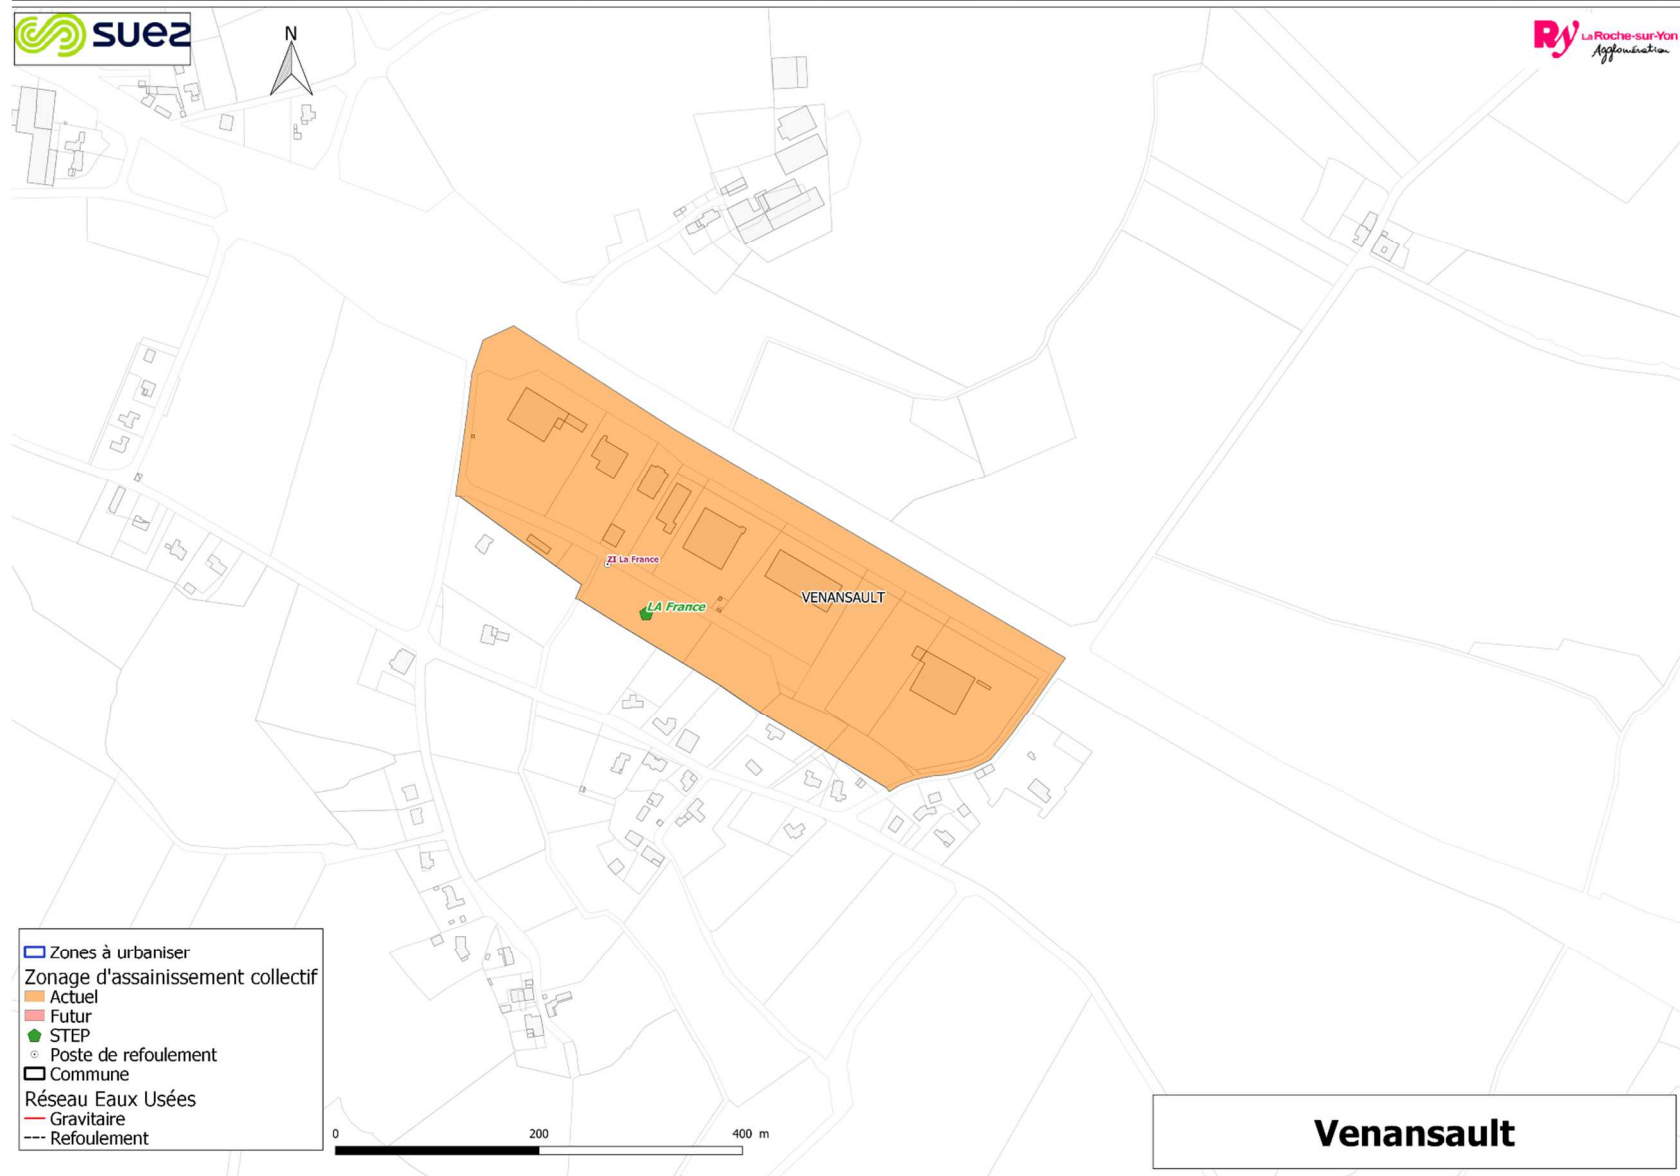 suez
N
Ry La Roche-sur-Yon
Agglomération
ZI La France
LA France
VENANSAULT
Zones à urbaniser
Zonage d'assainissement collectif
Actuel
Futur
STEP
Poste de refoulement
Commune
Réseau Eaux Usées
Gravitaire
Refoulement
0 200 400 m
Venansault